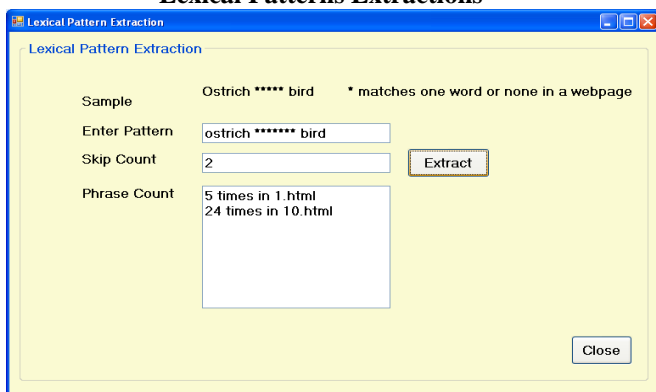 Lexical Patterns Extractions
Lexical Pattern Extraction
Lexical Pattern Extraction
Sample Ostrich ***** bird * matches one word or none in a webpage
Enter Pattern ostrich ******* bird
Skip Count 2 Extract
Phrase Count 5 times in 1.html
24 times in 10.html
Close